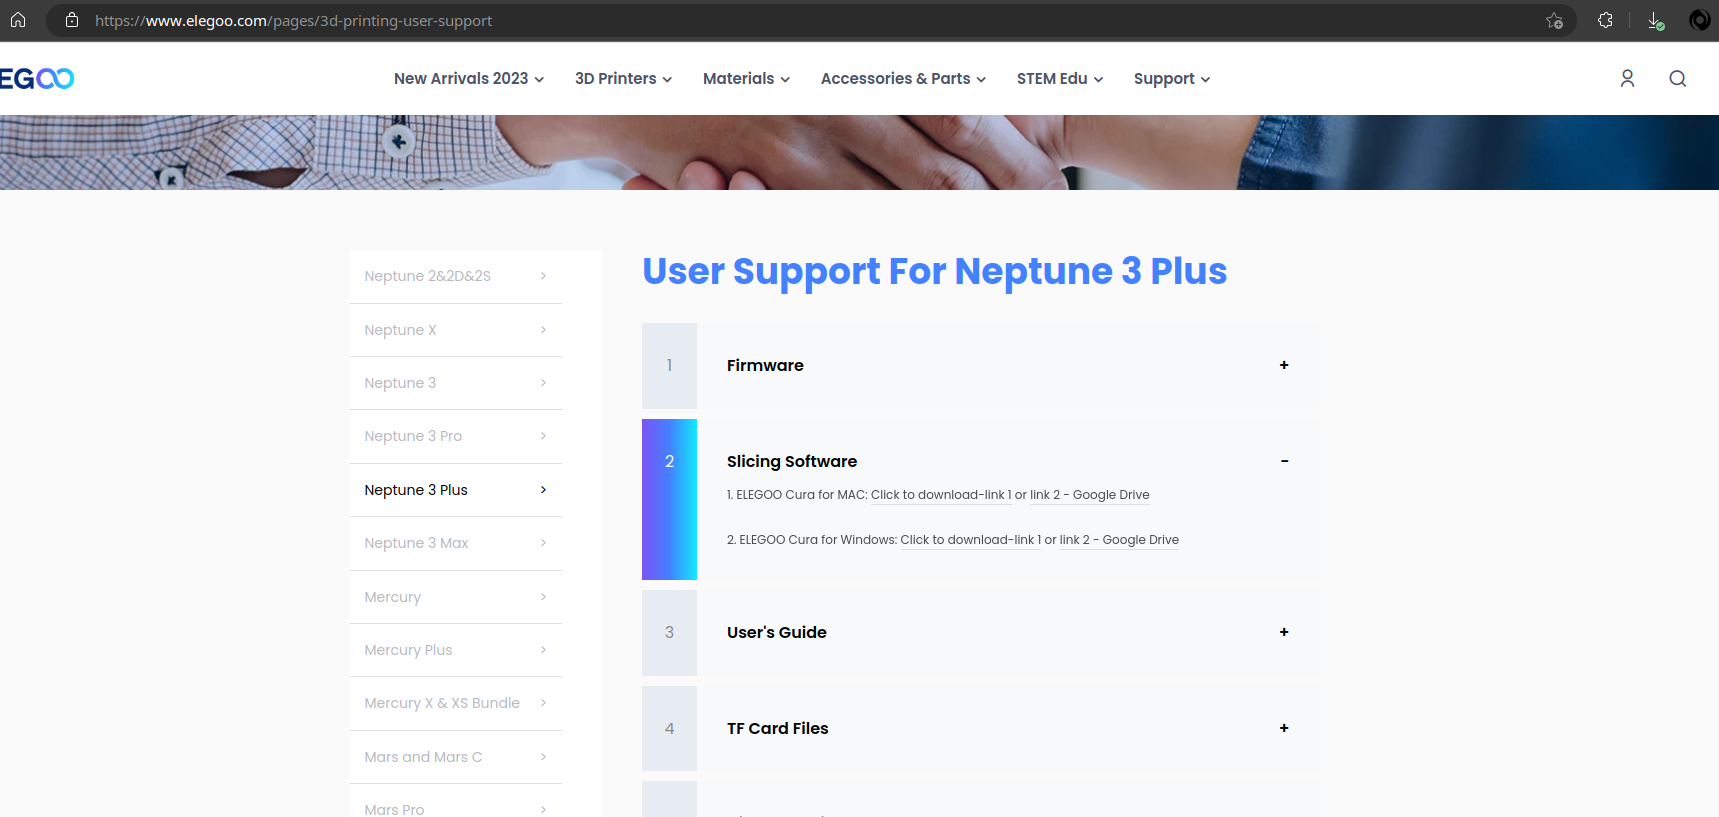 https://www.elegoo.com/pages/3d-printing-user-support
EGOO
New Arrivals 2023
3D Printers
Materials
Accessories & Parts
STEM Edu
Support
Neptune 2&2D&2S
Neptune X
Neptune 3
Neptune 3 Pro
Neptune 3 Plus
Neptune 3 Max
Mercury
Mercury Plus
Mercury X & XS Bundle
Mars and Mars C
Mars Pro
User Support For Neptune 3 Plus
1
Firmware
+
2
Slicing Software
-
1. ELEGOO Cura for MAC: Click to download-link 1 or link 2 - Google Drive
2. ELEGOO Cura for Windows: Click to download-link 1 or link 2 - Google Drive
3
User's Guide
+
4
TF Card Files
+